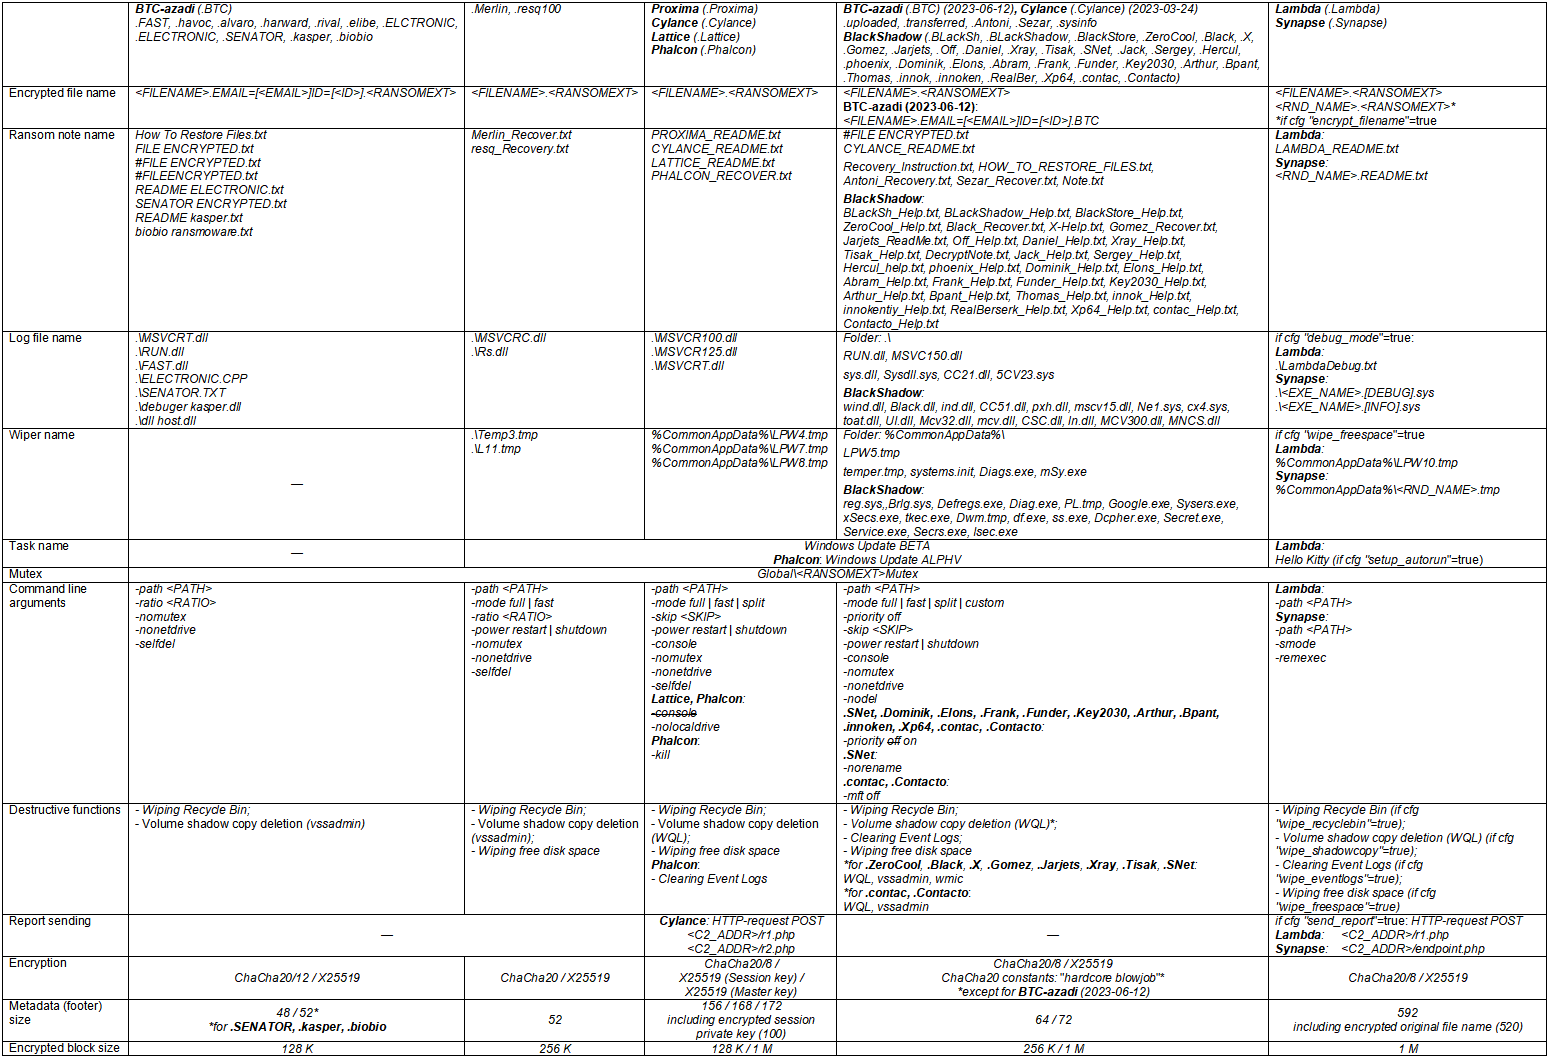 BTC-azadi (.BTC)
.FAST, .havoc, .alvaro, .harward, .rival, .elibe, .ELCTRONIC,
.ELECTRONIC, .SENATOR, .kasper, .biobio
.Merlin, .resq100
Proxima (.Proxima)
Cylance (.Cylance)
Lattice (.Lattice)
Phalcon (.Phalcon)
BTC-azadi (.BTC) (2023-06-12), Cylance (.Cylance) (2023-03-24)
.uploaded, .transferred, .Antoni, .Sezar, .sysinfo
BlackShadow (.BLackSh, .BLackShadow, .BlackStore, .ZeroCool, .Black, .X,
.Gomez, .Jarjets, .Off, .Daniel, .Xray, .Tisak, .SNet, .Jack, .Sergey, .Hercul,
.phoenix, .Dominik, .Elons, .Abram, .Frank, .Funder, .Key2030, .Arthur, .Bpant,
.Thomas, .innok, .innoken, .RealBer, .Xp64, .contac, .Contacto)
Lambda (.Lambda)
Synapse (.Synapse)
Encrypted file name
<FILENAME>.EMAIL=[<EMAIL>]ID=[<ID>].<RANSOMEXT>
<FILENAME>.<RANSOMEXT>
<FILENAME>.<RANSOMEXT>
<FILENAME>.<RANSOMEXT>
BTC-azadi (2023-06-12):
<FILENAME>.EMAIL=[<EMAIL>]ID=[<ID>].BTC
<FILENAME>.<RANSOMEXT>
<RND_NAME>.<RANSOMEXT>*
*if cfg "encrypt_filename"=true
Ransom note name
How To Restore Files.txt
FILE ENCRYPTED.txt
#FILE ENCRYPTED.txt
#FILEENCRYPTED.txt
README ELECTRONIC.txt
SENATOR ENCRYPTED.txt
README kasper.txt
biobio ransmoware.txt
Merlin_Recover.txt
resq_Recovery.txt
PROXIMA_README.txt
CYLANCE_README.txt
LATTICE_README.txt
PHALCON_RECOVER.txt
#FILE ENCRYPTED.txt
CYLANCE_README.txt
Recovery_Instruction.txt, HOW_TO_RESTORE_FILES.txt,
Antoni_Recovery.txt, Sezar_Recover.txt, Note.txt
BlackShadow:
BLackSh_Help.txt, BLackShadow_Help.txt, BlackStore_Help.txt,
ZeroCool_Help.txt, Black_Recover.txt, X-Help.txt, Gomez_Recover.txt,
Jarjets_ReadMe.txt, Off_Help.txt, Daniel_Help.txt, Xray_Help.txt,
Tisak_Help.txt, DecryptNote.txt, Jack_Help.txt, Sergey_Help.txt,
Hercul_help.txt, phoenix_Help.txt, Dominik_Help.txt, Elons_Help.txt,
Abram_Help.txt, Frank_Help.txt, Funder_Help.txt, Key2030_Help.txt,
Arthur_Help.txt, Bpant_Help.txt, Thomas_Help.txt, innok_Help.txt,
innokentiy_Help.txt, RealBerserk_Help.txt, Xp64_Help.txt, contac_Help.txt,
Contacto_Help.txt
Lambda:
LAMBDA_README.txt
Synapse:
<RND_NAME>.README.txt
Log file name
.\MSVCRT.dll
.\RUN.dll
.\FAST.dll
.\ELECTRONIC.CPP
.\SENATOR.TXT
.\debuger kasper.dll
.\dll host.dll
.\MSVCRC.dll
.\Rs.dll
.\MSVCR100.dll
.\MSVCR125.dll
.\MSVCRT.dll
Folder: .\
RUN.dll, MSVC150.dll
sys.dll, Sysdll.sys, CC21.dll, 5CV23.sys
BlackShadow:
wind.dll, Black.dll, ind.dll, CC51.dll, pxh.dll, mscv15.dll, Ne1.sys, cx4.sys,
toat.dll, UI.dll, Mcv32.dll, mcv.dll, CSC.dll, In.dll, MCV300.dll, MNCS.dll
if cfg "debug_mode"=true:
Lambda:
.\LambdaDebug.txt
Synapse:
.\<EXE_NAME>.[DEBUG].sys
.\<EXE_NAME>.[INFO].sys
Wiper name
—
.\Temp3.tmp
.\L11.tmp
%CommonAppData%\LPW4.tmp
%CommonAppData%\LPW7.tmp
%CommonAppData%\LPW8.tmp
Folder: %CommonAppData%\
LPW5.tmp
temper.tmp, systems.init, Diags.exe, mSy.exe
BlackShadow:
reg.sys,,Brlg.sys, Defregs.exe, Diag.exe, PL.tmp, Google.exe, Sysers.exe,
xSecs.exe, tkec.exe, Dwm.tmp, df.exe, ss.exe, Dcpher.exe, Secret.exe,
Service.exe, Secrs.exe, Isec.exe
if cfg "wipe_freespace"=true
Lambda:
%CommonAppData%\LPW10.tmp
Synapse:
%CommonAppData%\<RND_NAME>.tmp
Task name
—
Windows Update BETA
Phalcon: Windows Update ALPHV
Lambda:
Hello Kitty (if cfg "setup_autorun"=true)
Mutex
Global\<RANSOMEXT>Mutex
Command line
arguments
-path <PATH>
-ratio <RATIO>
-nomutex
-nonetdrive
-selfdel
-path <PATH>
-mode full | fast
-ratio <RATIO>
-power restart | shutdown
-nomutex
-nonetdrive
-selfdel
-path <PATH>
-mode full | fast | split
-skip <SKIP>
-power restart | shutdown
-console
-nomutex
-nonetdrive
-selfdel
Lattice, Phalcon:
-console
-nolocaldrive
Phalcon:
-kill
-path <PATH>
-mode full | fast | split | custom
-priority off
-skip <SKIP>
-power restart | shutdown
-console
-nomutex
-nonetdrive
-nodel
.SNet, .Dominik, .Elons, .Frank, .Funder, .Key2030, .Arthur, .Bpant,
.innoken, .Xp64, .contac, .Contacto:
-priority off on
.SNet:
-norename
.contac, .Contacto:
-mft off
Lambda:
-path <PATH>
Synapse:
-path <PATH>
-smode
-remexec
Destructive functions
- Wiping Recycle Bin;
- Volume shadow copy deletion (vssadmin)
- Wiping Recycle Bin;
- Volume shadow copy deletion
(vssadmin);
- Wiping free disk space
- Wiping Recycle Bin;
- Volume shadow copy deletion
(WQL);
- Wiping free disk space
Phalcon:
- Clearing Event Logs
- Wiping Recycle Bin;
- Volume shadow copy deletion (WQL)*;
- Clearing Event Logs;
- Wiping free disk space
*for .ZeroCool, .Black, .X, .Gomez, .Jarjets, .Xray, .Tisak, .SNet:
WQL, vssadmin, wmic
*for .contac, .Contacto:
WQL, vssadmin
- Wiping Recycle Bin (if cfg
"wipe_recyclebin"=true);
- Volume shadow copy deletion (WQL) (if cfg
"wipe_shadowcopy"=true);
- Clearing Event Logs (if cfg
"wipe_eventlogs"=true);
- Wiping free disk space (if cfg
"wipe_freespace"=true)
Report sending
—
Cylance: HTTP-request POST
<C2_ADDR>/r1.php
<C2_ADDR>/r2.php
—
if cfg "send_report"=true: HTTP-request POST
Lambda: <C2_ADDR>/r1.php
Synapse: <C2_ADDR>/endpoint.php
Encryption
ChaCha20/12 / X25519
ChaCha20 / X25519
ChaCha20/8 /
X25519 (Session key) /
X25519 (Master key)
ChaCha20/8 / X25519
ChaCha20 constants: "hardcore blowjob"*
*except for BTC-azadi (2023-06-12)
ChaCha20/8 / X25519
Metadata (footer)
size
48 / 52*
*for .SENATOR, .kasper, .biobio
52
156 / 168 / 172
including encrypted session
private key (100)
64 / 72
592
including encrypted original file name (520)
Encrypted block size
128 K
256 K
128 K / 1 M
256 K / 1 M
1 M